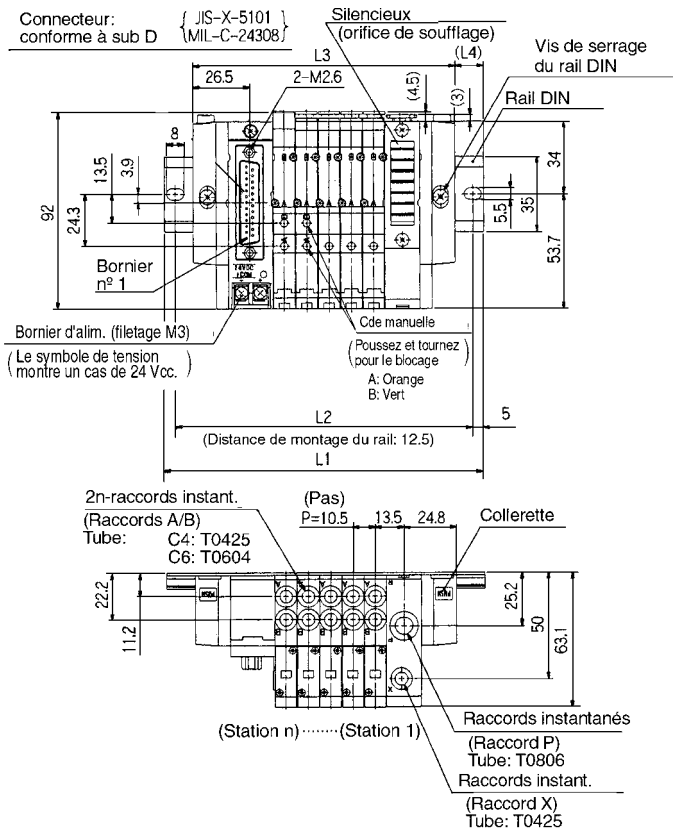 Connecteur:
conforme à sub D
JIS-X-5101
MIL-C-24308
Silencieux
(orifice de soufflage)
Vis de serrage
du rail DIN
Rail DIN
L3
(L4)
26.5
2-M2.6
(4.5)
(3)
8
13.5
3.9
92
24.3
34
5.5
35
53.7
Bornier
nº 1
Bornier d'alim. (filetage M3)
(Le symbole de tension
montre un cas de 24 Vcc.)
Cde manuelle
(Poussez et tournez
pour le blocage)
A: Orange
B: Vert
L2
5
(Distance de montage du rail: 12.5)
L1
2n-raccords instant.
(Raccords A/B)
Tube: C4: T0425
C6: T0604
(Pas)
P=10.5
13.5
24.8
Collerette
22.2
11.2
25.2
50
63.1
PUSH
PUSH
A A A A A
B B B B B
R
P
X
(Station n)········(Station 1)
Raccords instantanés
(Raccord P)
Tube: T0806
Raccords instant.
(Raccord X)
Tube: T0425